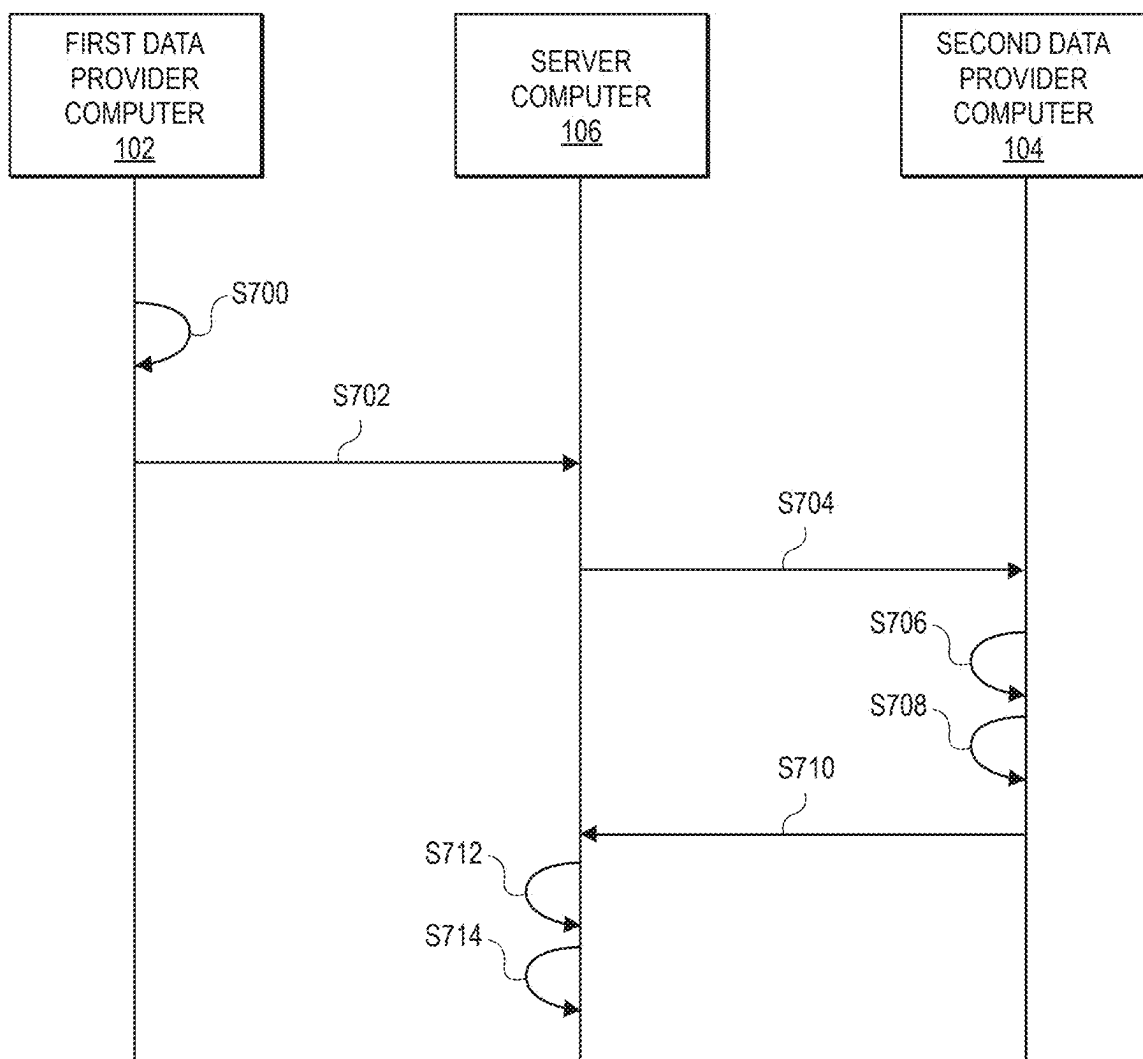 FIRST DATA
PROVIDER
COMPUTER
102
SERVER
COMPUTER
106
SECOND DATA
PROVIDER
COMPUTER
104
S700
S702
S704
S706
S708
S710
S712
S714